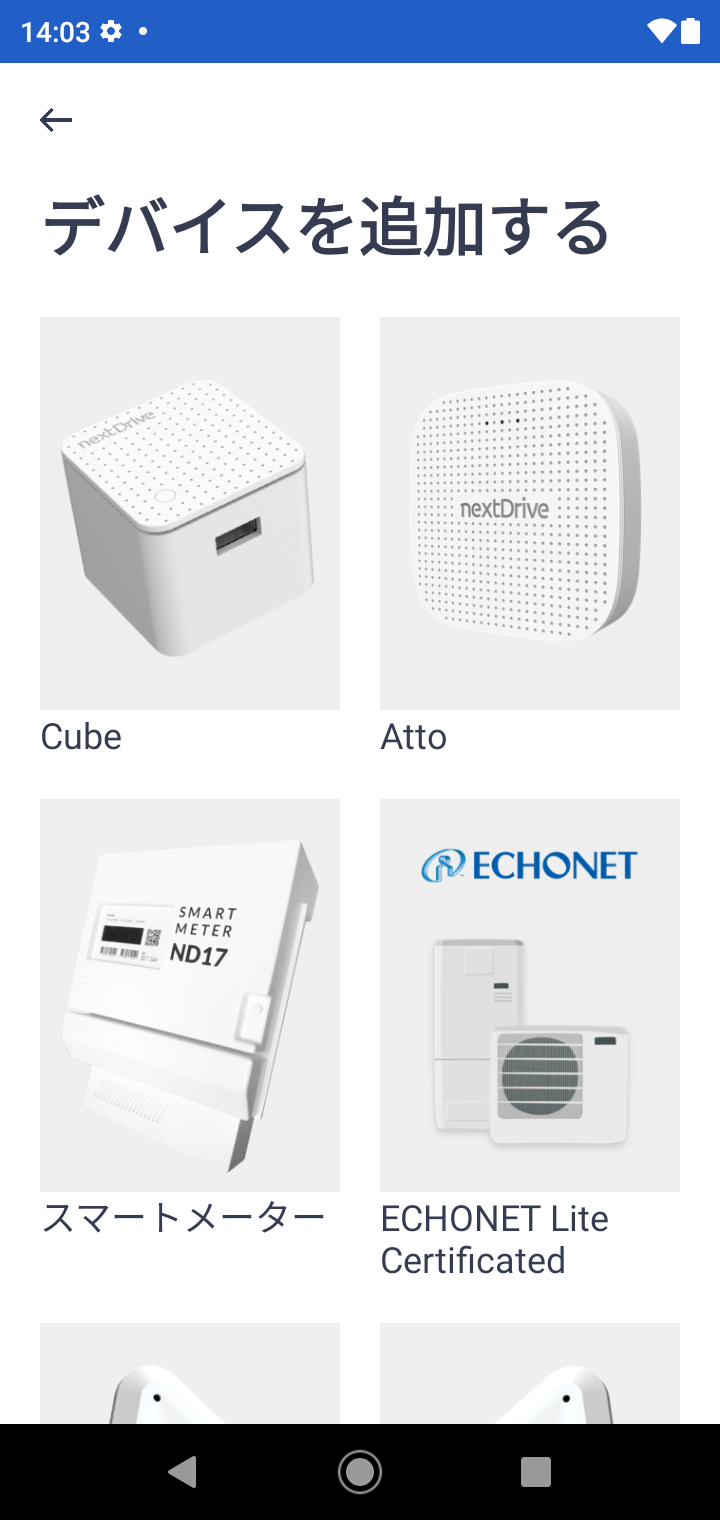 14:03
デバイスを追加する
nextDrive
nextDrive
Cube
Atto
SMART
METER
ND17
ECHONET
スマートメーター
ECHONET Lite
Certificated